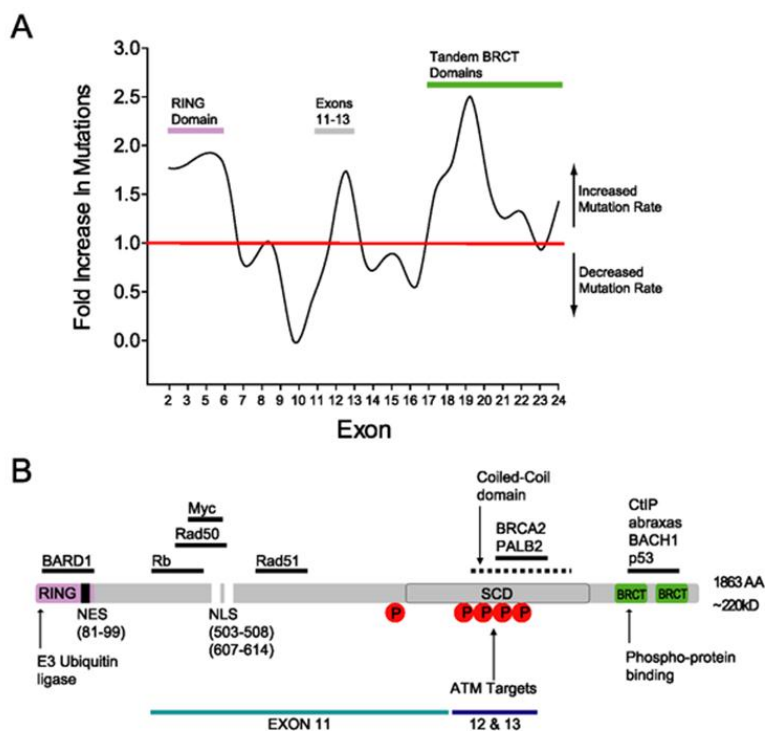 A
Fold Increase In Mutations
3.0
2.5
2.0
1.5
1.0
0.5
0.0
RING
Domain
Exons
11-13
Tandem BRCT
Domains
Increased
Mutation Rate
Decreased
Mutation Rate
2 3 5 6 7 8 9 10 11 12 13 14 15 16 17 18 19 20 21 22 23 24
Exon
B
Coiled-Coil
domain
Myc
Rad50
BARD1
Rb
Rad51
BRCA2
PALB2
CtIP
abraxas
BACH1
p53
RING
SCD
BRCT
BRCT
1863 AA
~220kD
P
P
P
P
P
NES
(81-99)
NLS
(503-508)
(607-614)
E3 Ubiquitin
ligase
ATM Targets
Phospho-protein
binding
EXON 11
12 & 13